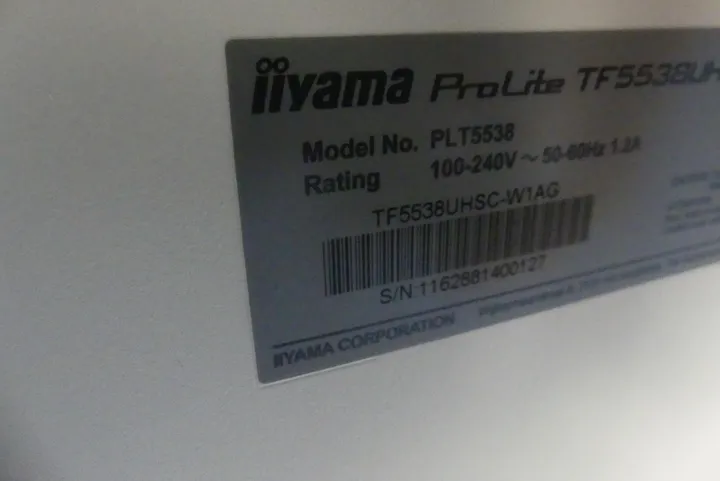 iiyama ProLite TF5538UH
Model No. PLT5538
Rating 100-240V ~ 50-60Hz 1.8A
TF5538UHSC-W1AG
S/N 1162881400127
IIYAMA CORPORATION